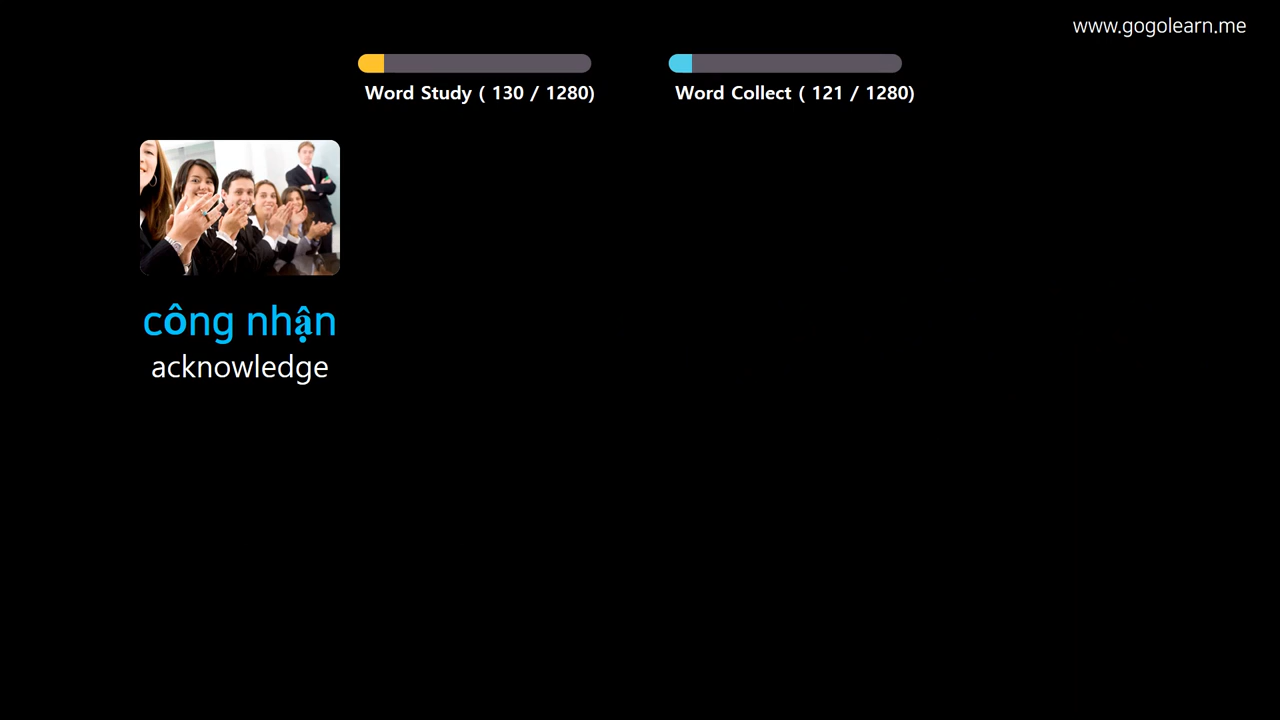 www.gogolearn.me
Word Study ( 130 / 1280)
Word Collect ( 121 / 1280)
công nhận
acknowledge